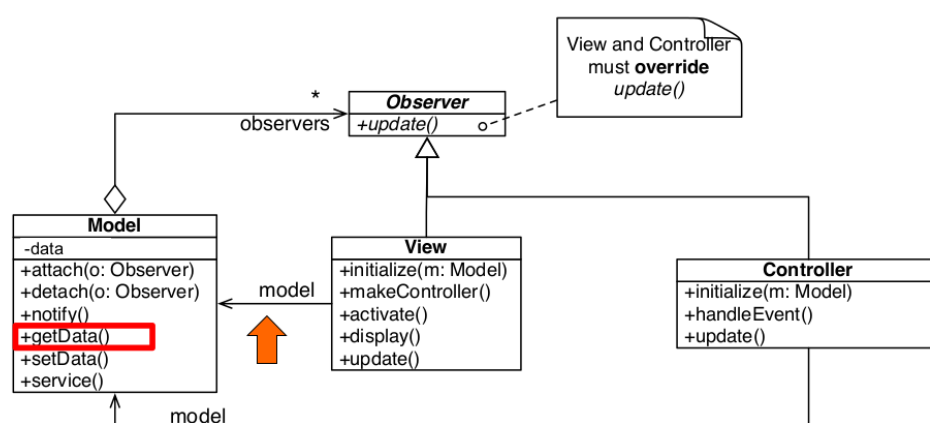 View and Controller
must override
update()
*
Observer
observers
+update()
Model
-data
+attach(o: Observer)
+detach(o: Observer)
+notify()
+getData()
+setData()
+service()
model
View
+initialize(m: Model)
+makeController()
+activate()
+display()
+update()
Controller
+initialize(m: Model)
+handleEvent()
+update()
model